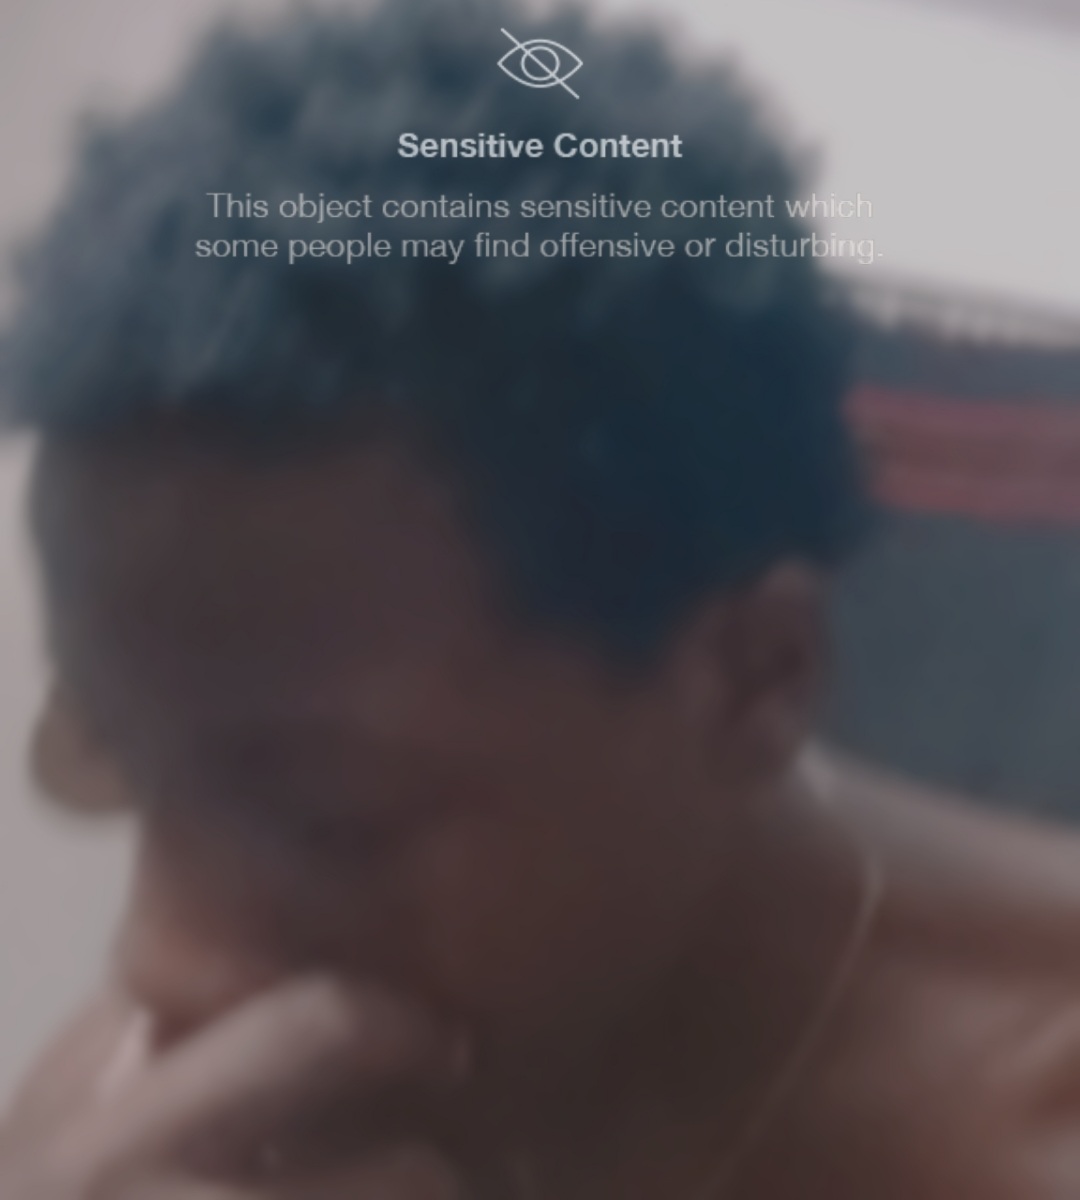 Sensitive Content
This object contains sensitive content which
some people may find offensive or disturbing.